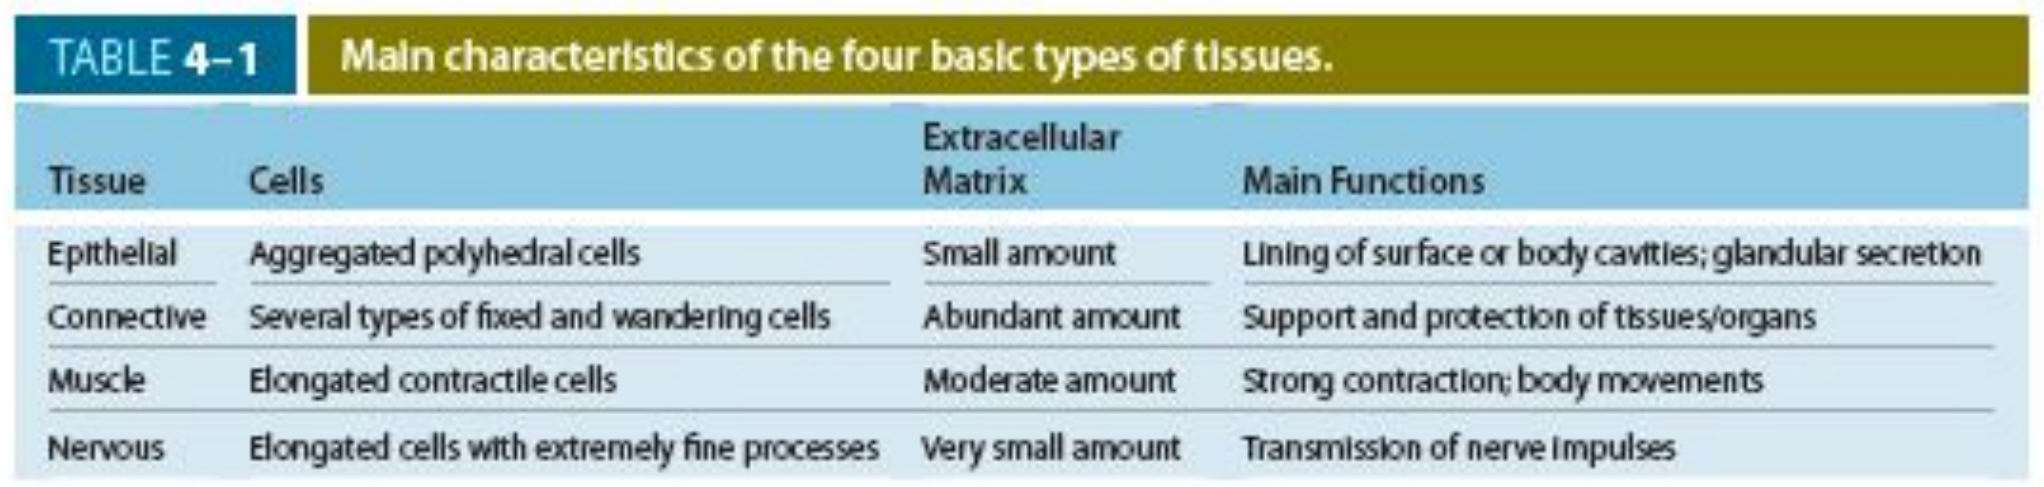 TABLE 4–1 Main characteristics of the four basic types of tissues.
Tissue Cells Extracellular Matrix Main Functions
Epithelial Aggregated polyhedral cells Small amount Lining of surface or body cavities; glandular secretion
Connective Several types of fixed and wandering cells Abundant amount Support and protection of tissues/organs
Muscle Elongated contractile cells Moderate amount Strong contraction; body movements
Nervous Elongated cells with extremely fine processes Very small amount Transmission of nerve impulses